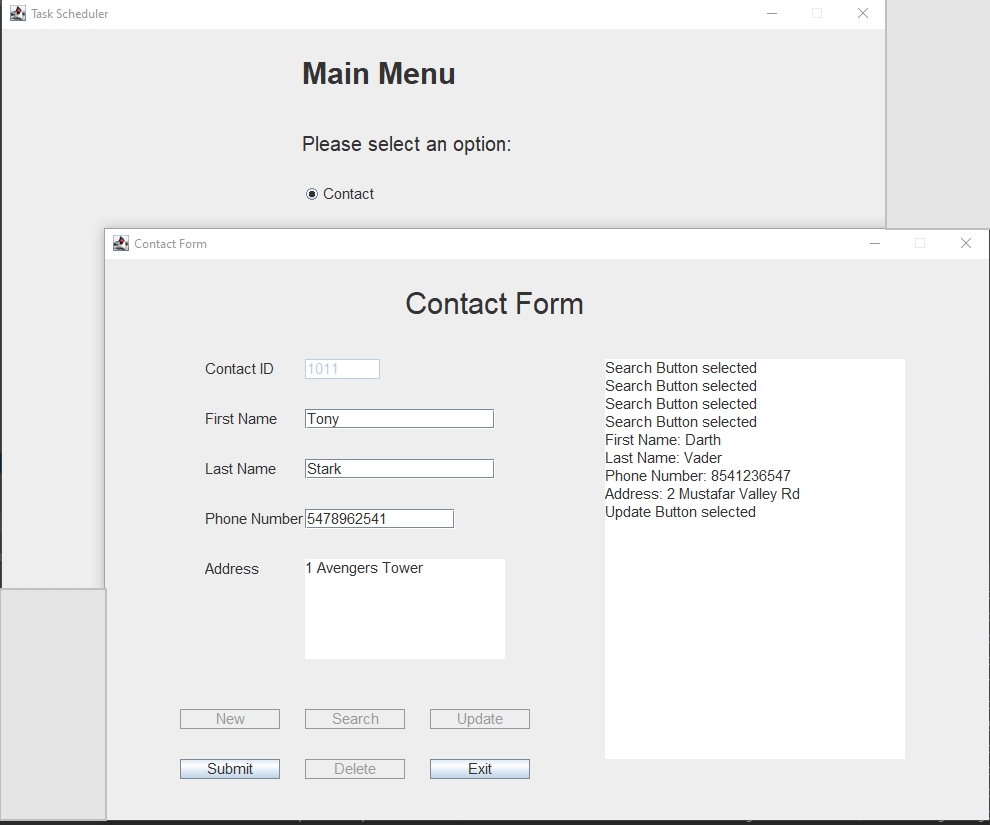 Task Scheduler
Main Menu
Please select an option:
Contact
Contact Form
Contact Form
Contact ID 1011
First Name Tony
Last Name Stark
Phone Number 5478962541
Address 1 Avengers Tower
New Search Update
Submit Delete Exit
Search Button selected
Search Button selected
Search Button selected
Search Button selected
First Name: Darth
Last Name: Vader
Phone Number: 8541236547
Address: 2 Mustafar Valley Rd
Update Button selected